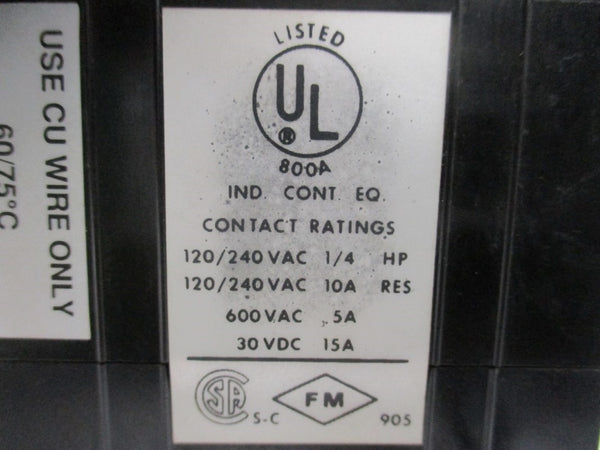 USE CU WIRE ONLY
60/75°C
LISTED
UL
®
800A
IND. CONT. EQ.
CONTACT RATINGS
120/240 VAC 1/4 HP
120/240 VAC 10A RES
600 VAC 5A
30 VDC 15A
SA S-C FM 905